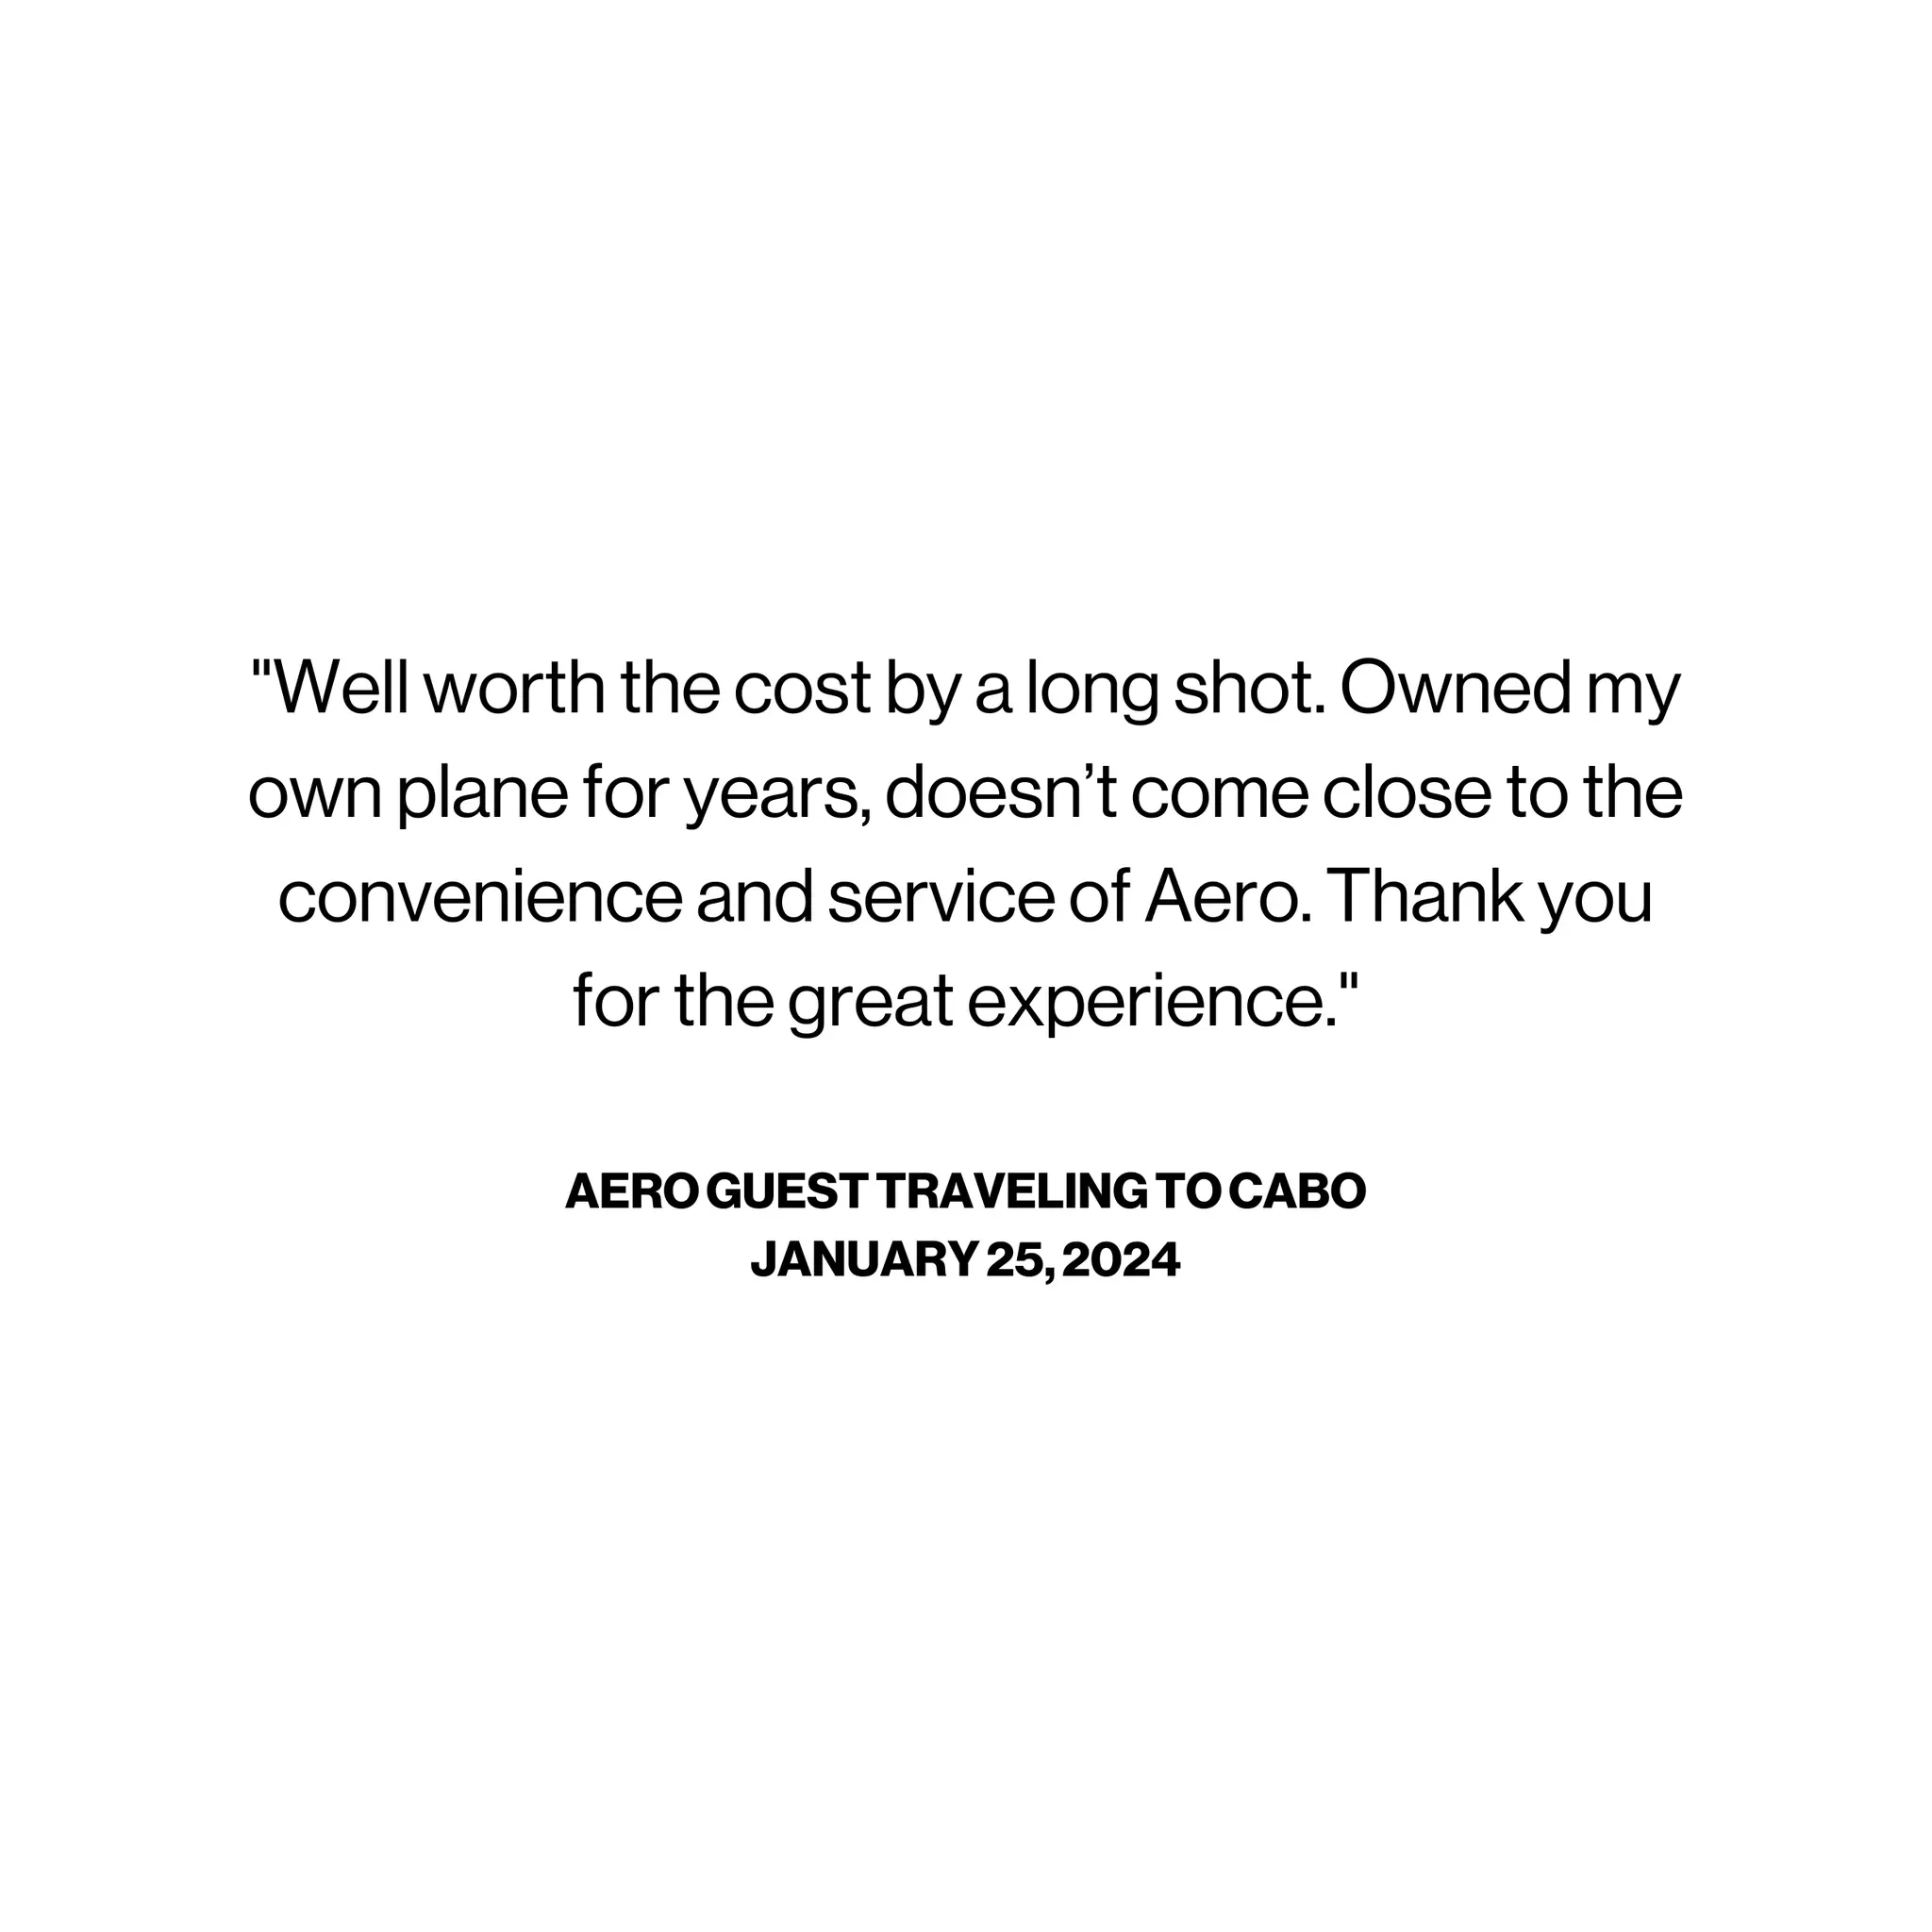 "Well worth the cost by a long shot. Owned my
own plane for years, doesn’t come close to the
convenience and service of Aero. Thank you
for the great experience."
AERO GUEST TRAVELING TO CABO
JANUARY 25, 2024